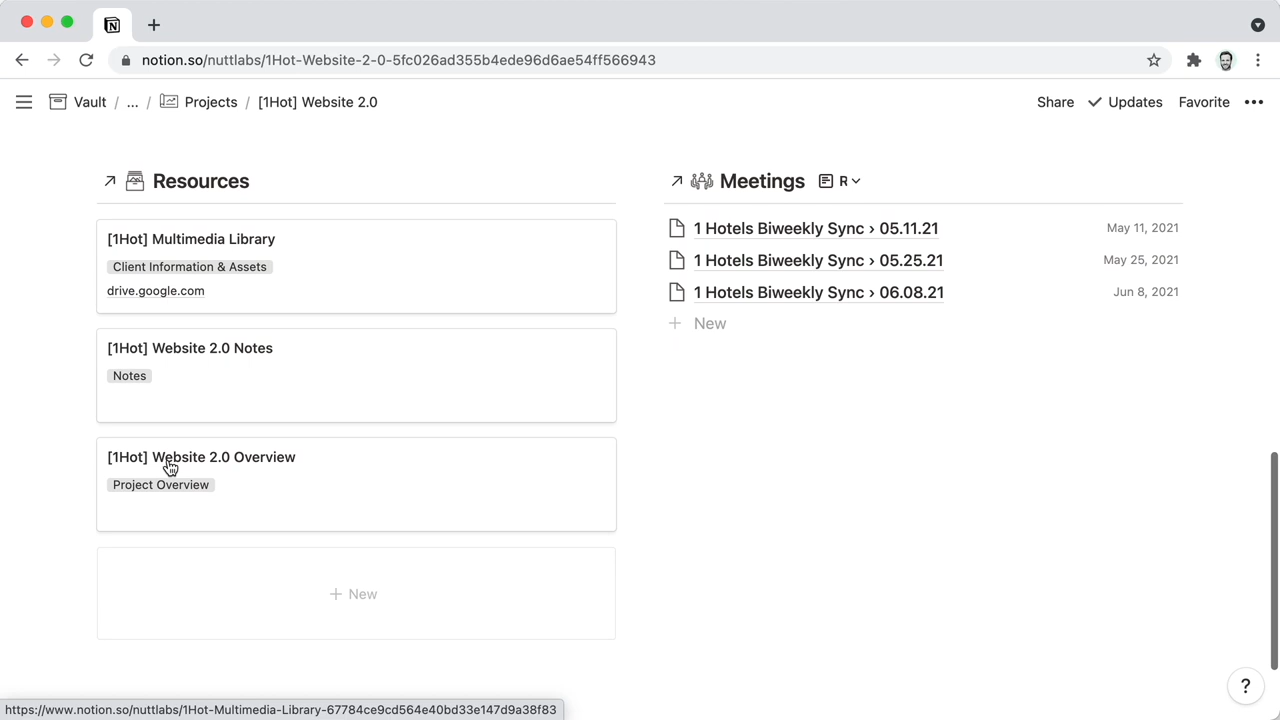 notion.so/nuttlabs/1Hot-Website-2-0-5fc026ad355b4ede96d6ae54ff566943
Vault / ... / Projects / [1Hot] Website 2.0
Share Updates Favorite
Resources
[1Hot] Multimedia Library
Client Information & Assets
drive.google.com
[1Hot] Website 2.0 Notes
Notes
[1Hot] Website 2.0 Overview
Project Overview
+ New
Meetings R
1 Hotels Biweekly Sync › 05.11.21 May 11, 2021
1 Hotels Biweekly Sync › 05.25.21 May 25, 2021
1 Hotels Biweekly Sync › 06.08.21 Jun 8, 2021
+ New
?
https://www.notion.so/nuttlabs/1Hot-Multimedia-Library-67784ce9cd564e40bd33e147d9a38f83